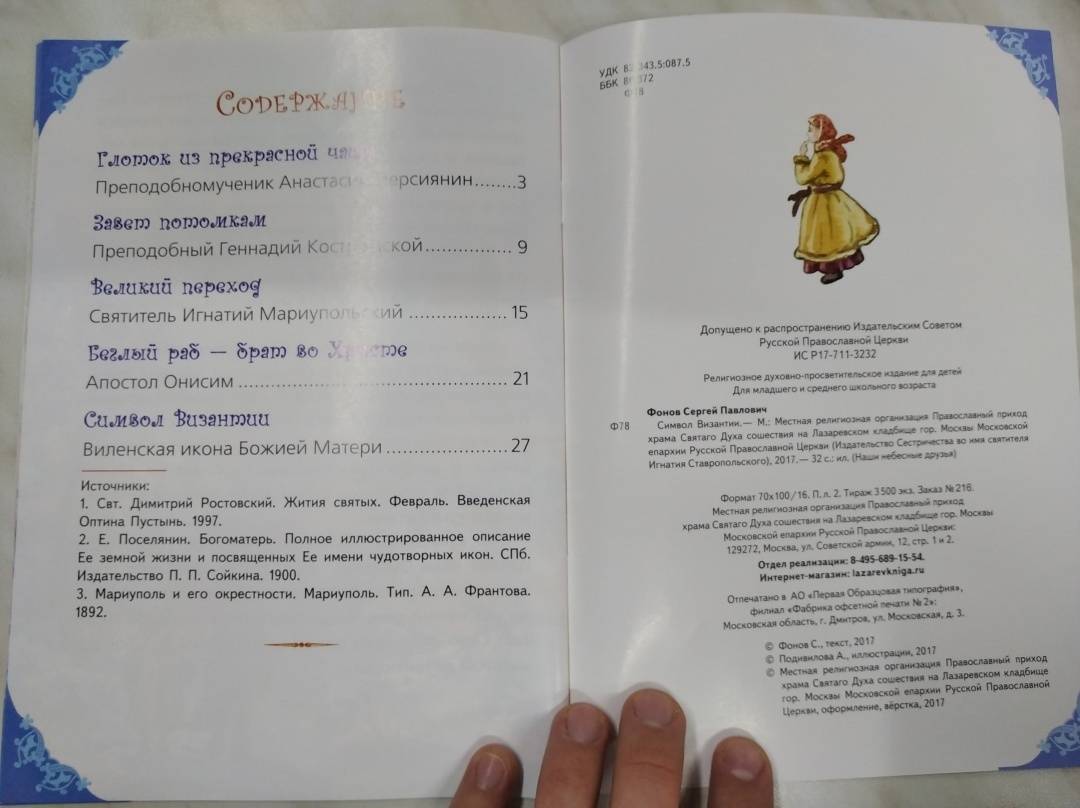 Содержание
Глоток из прекрасной чаши
Преподобномученик Анастасий Персиянин........3
Завет потомкам
Преподобный Геннадий Костромской................ 9
Великий переход
Святитель Игнатий Мариупольский .................. 15
Беглый раб — брат во Христе
Апостол Онисим ................................................ 21
Символ Византии
Виленская икона Божией Матери ...................... 27
Источники:
1. Свт. Димитрий Ростовский. Жития святых. Февраль. Введенская
Оптина Пустынь. 1997.
2. Е. Поселянин. Богоматерь. Полное иллюстрированное описание
Ее земной жизни и посвященных Ее имени чудотворных икон. СПб.
Издательство П. П. Сойкина. 1900.
3. Мариуполь и его окрестности. Мариуполь. Тип. А. А. Франтова.
1892.
УДК
ББК
Допущено к распространению Издательским Советом
Русской Православной Церкви
ИС Р17-711-3232
Религиозное духовно-просветительское издание для детей
Для младшего и среднего школьного возраста
Фонов Сергей Павлович
Ф78 Символ Византии.— М.: Местная религиозная организация Православный приход
храма Святаго Духа сошествия на Лазаревском кладбище гор. Москвы Московской
епархии Русской Православной Церкви (Издательство Сестричества во имя святителя
Игнатия Ставропольского), 2017.— 32 с.: ил. (Наши небесные друзья)
Формат 70х100/16. П. л. 2. Тираж 3500 экз. Заказ № 216.
Местная религиозная организация Православный приход
храма Святаго Духа сошествия на Лазаревском кладбище гор. Москвы
Московской епархии Русской Православной Церкви:
129272, Москва, ул. Советской армии, 12, стр. 1 и 2.
Отдел реализации: 8-495-689-15-54.
Интернет-магазин: lazarevkniga.ru
Отпечатано в АО «Первая Образцовая типография»,
филиал «Фабрика офсетной печати № 2»:
Московская область, г. Дмитров, ул. Московская, д. 3.
© Фонов С., текст, 2017
© Подивилова А., иллюстрации, 2017
© Местная религиозная организация Православный приход
храма Святаго Духа сошествия на Лазаревском кладбище
гор. Москвы Московской епархии Русской Православной
Церкви, оформление, вёрстка, 2017